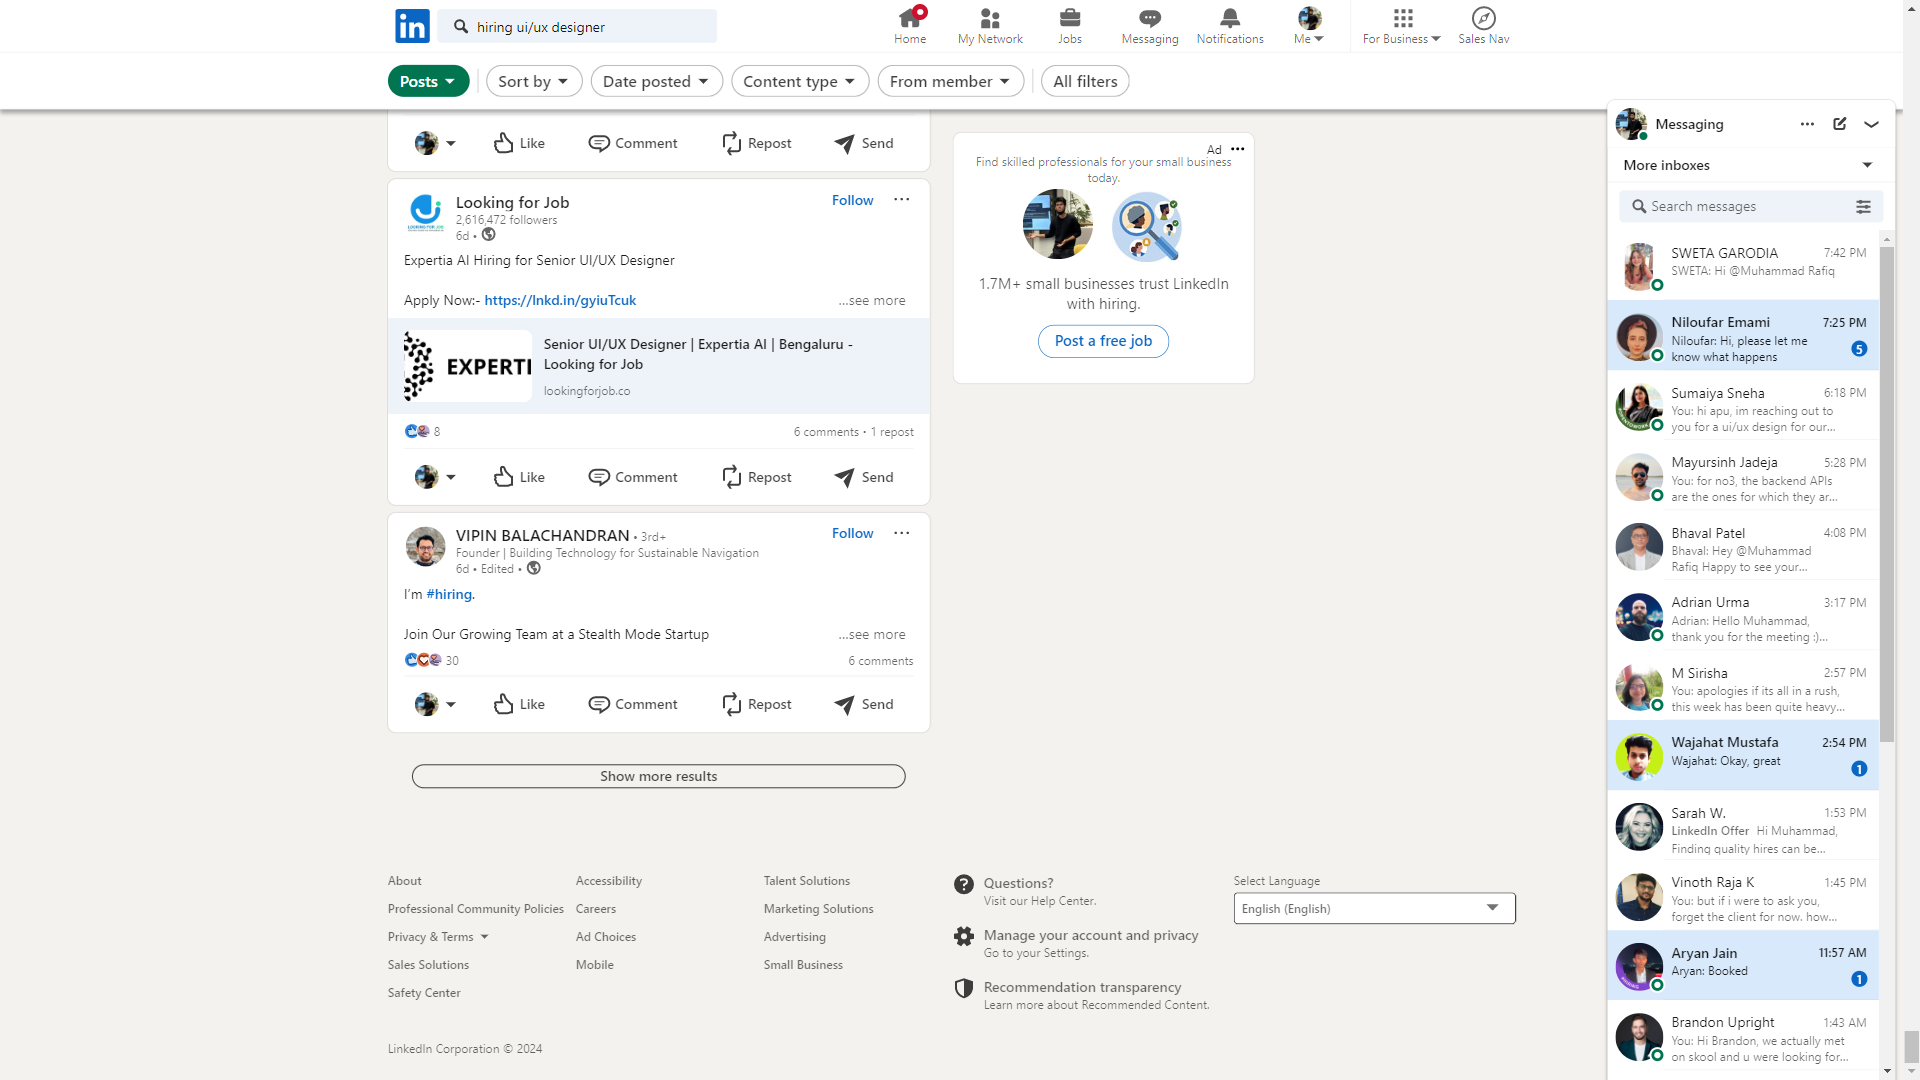 in
hiring ui/ux designer
Home
My Network
Jobs
Messaging
Notifications
Me
For Business
Sales Nav
Posts
Sort by
Date posted
Content type
From member
All filters
Like
Comment
Repost
Send
Looking for Job
2,616,472 followers
6d •
Follow
Expertia AI Hiring for Senior UI/UX Designer
Apply Now:- https://lnkd.in/gyiuTcuk
...see more
EXPERTI
Senior UI/UX Designer | Expertia AI | Bengaluru -
Looking for Job
lookingforjob.co
8
6 comments • 1 repost
Like
Comment
Repost
Send
VIPIN BALACHANDRAN • 3rd+
Founder | Building Technology for Sustainable Navigation
6d • Edited •
Follow
I'm #hiring.
Join Our Growing Team at a Stealth Mode Startup
...see more
30
6 comments
Like
Comment
Repost
Send
Show more results
Ad
Find skilled professionals for your small business
today.
1.7M+ small businesses trust LinkedIn
with hiring.
Post a free job
About
Accessibility
Talent Solutions
Professional Community Policies
Careers
Marketing Solutions
Privacy & Terms
Ad Choices
Advertising
Sales Solutions
Mobile
Small Business
Safety Center
Questions?
Visit our Help Center.
Manage your account and privacy
Go to your Settings.
Recommendation transparency
Learn more about Recommended Content.
Select Language
English (English)
LinkedIn Corporation © 2024
Messaging
More inboxes
Search messages
SWETA GARODIA
7:42 PM
SWETA: Hi @Muhammad Rafiq
Niloufar Emami
7:25 PM
Niloufar: Hi, please let me
know what happens
5
Sumaiya Sneha
6:18 PM
You: hi apu, im reaching out to
you for a ui/ux design for our...
Mayursinh Jadeja
5:28 PM
You: for no3, the backend APIs
are the ones for which they ar...
Bhaval Patel
4:08 PM
Bhaval: Hey @Muhammad
Rafiq Happy to see your...
Adrian Urma
3:17 PM
Adrian: Hello Muhammad,
thank you for the meeting :)...
M Sirisha
2:57 PM
You: apologies if its all in a rush,
this week has been quite heavy...
Wajahat Mustafa
2:54 PM
Wajahat: Okay, great
1
Sarah W.
1:53 PM
LinkedIn Offer Hi Muhammad,
Finding quality hires can be...
Vinoth Raja K
1:45 PM
You: but if i were to ask you,
forget the client for now. how...
Aryan Jain
11:57 AM
Aryan: Booked
1
Brandon Upright
1:43 AM
You: Hi Brandon, we actually met
on skool and u were looking for...